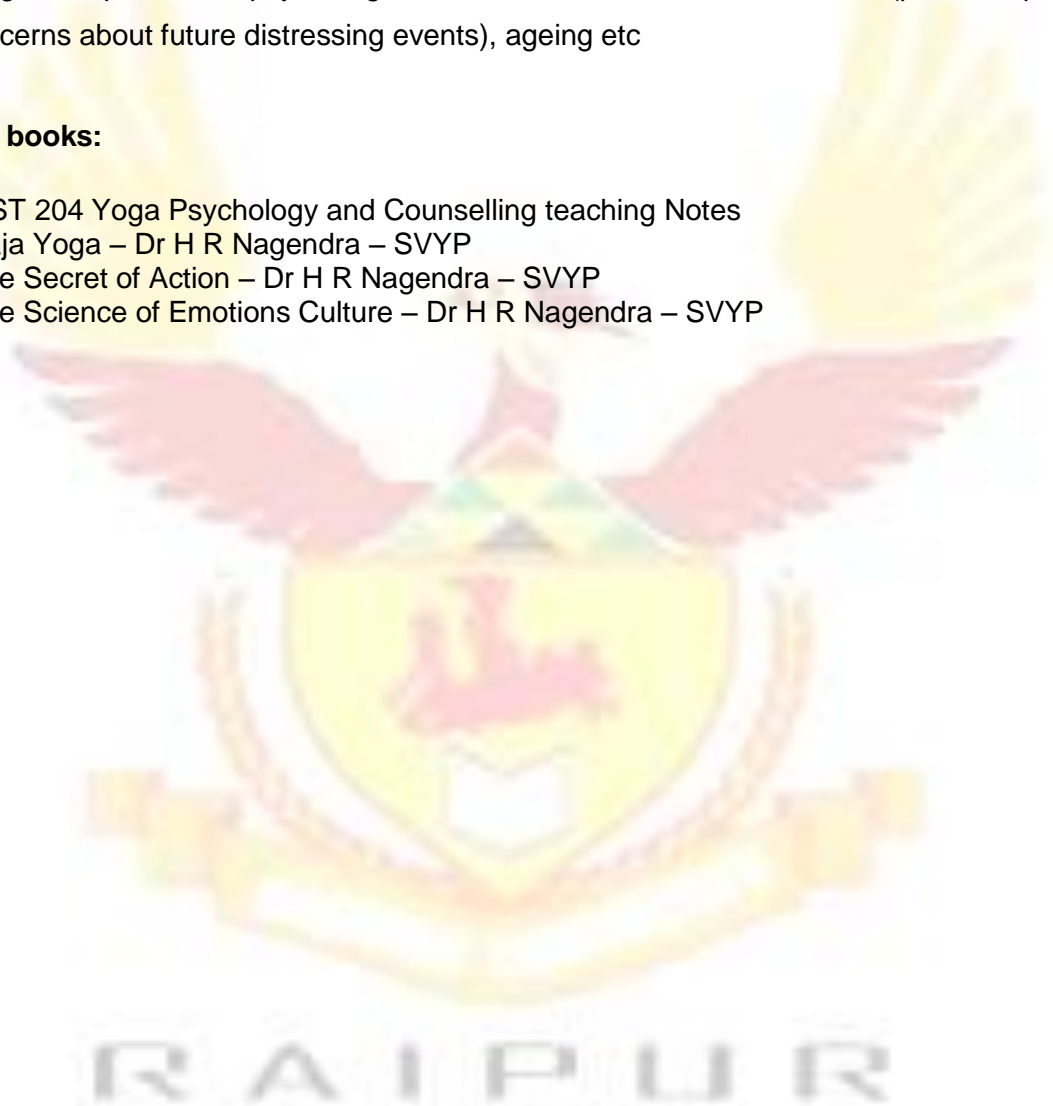 cerns about future distressing events), ageing etc
books:
ST 204 Yoga Psychology and Counselling teaching Notes
ja Yoga – Dr H R Nagendra – SVYP
e Secret of Action – Dr H R Nagendra – SVYP
e Science of Emotions Culture – Dr H R Nagendra – SVYP
RAIPUR